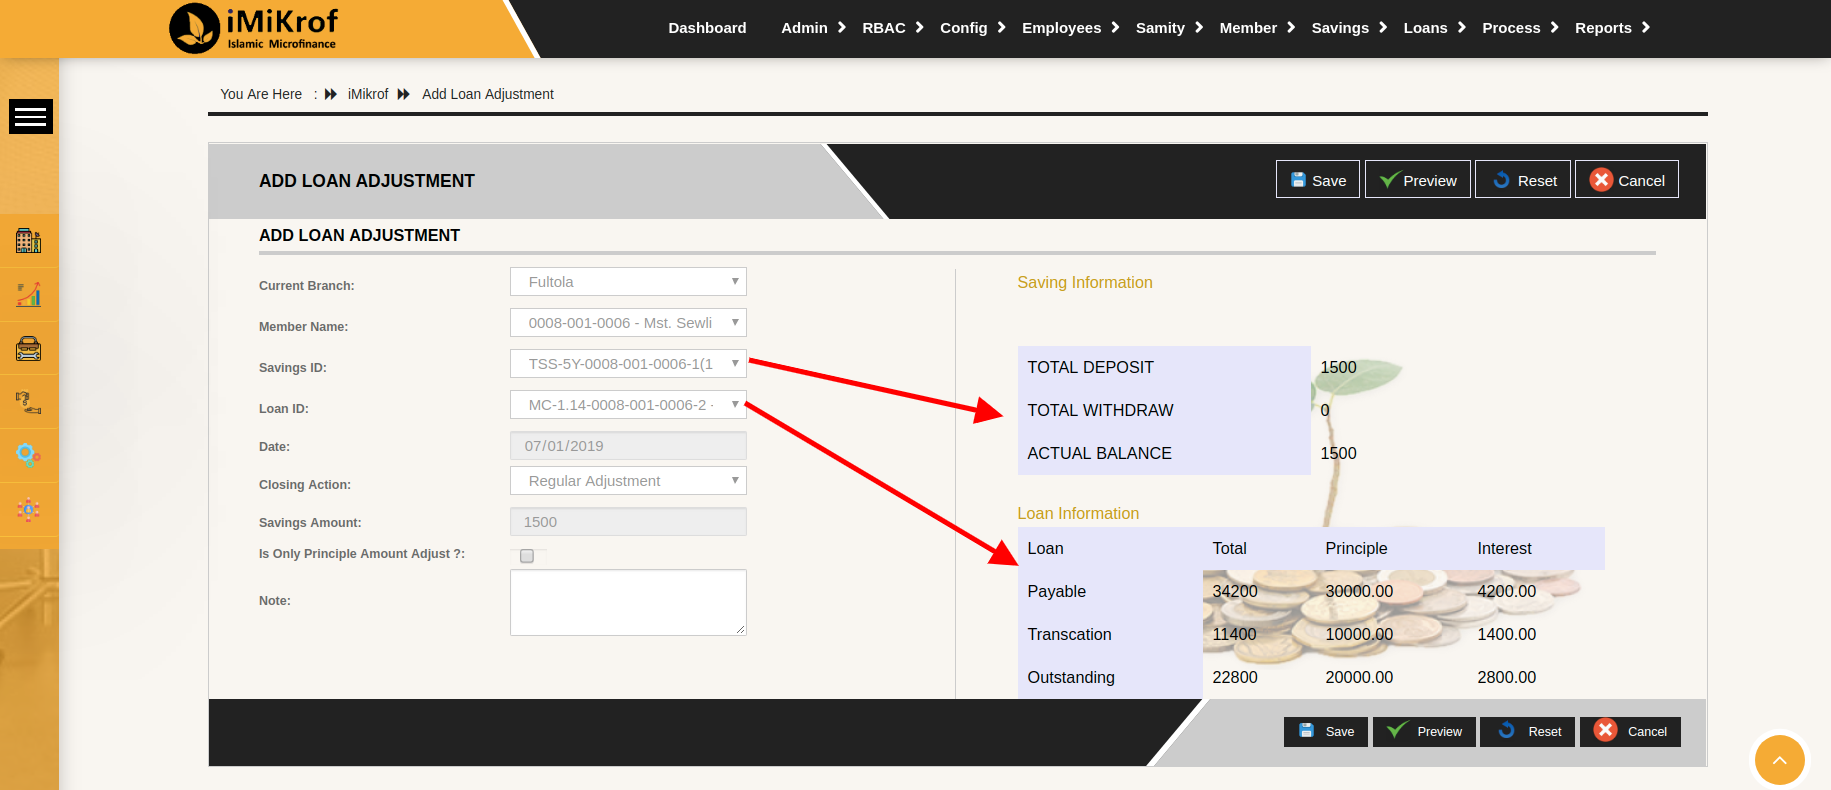 iMiKrof
Islamic Microfinance
Dashboard Admin RBAC Config Employees Samity Member Savings Loans Process Reports
You Are Here : iMikrof Add Loan Adjustment
ADD LOAN ADJUSTMENT
Save Preview Reset Cancel
ADD LOAN ADJUSTMENT
Current Branch: Fultola
Member Name: 0008-001-0006 - Mst. Sewli
Savings ID: TSS-5Y-0008-001-0006-1(1
Loan ID: MC-1.14-0008-001-0006-2 -
Date: 07/01/2019
Closing Action: Regular Adjustment
Savings Amount: 1500
Is Only Principle Amount Adjust ?:
Note:
Saving Information
TOTAL DEPOSIT 1500
TOTAL WITHDRAW 0
ACTUAL BALANCE 1500
Loan Information
Loan Total Principle Interest
Payable 34200 30000.00 4200.00
Transcation 11400 10000.00 1400.00
Outstanding 22800 20000.00 2800.00
Save Preview Reset Cancel